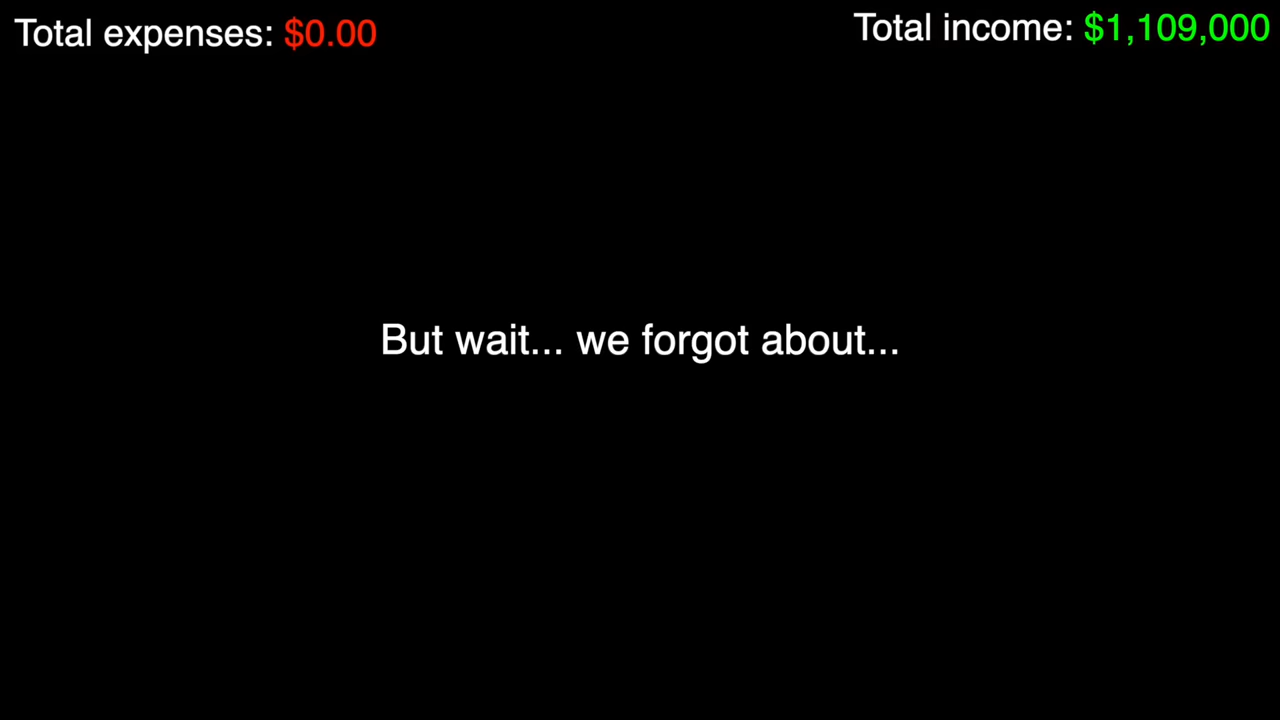 Total expenses: $0.00
Total income: $1,109,000
But wait... we forgot about...